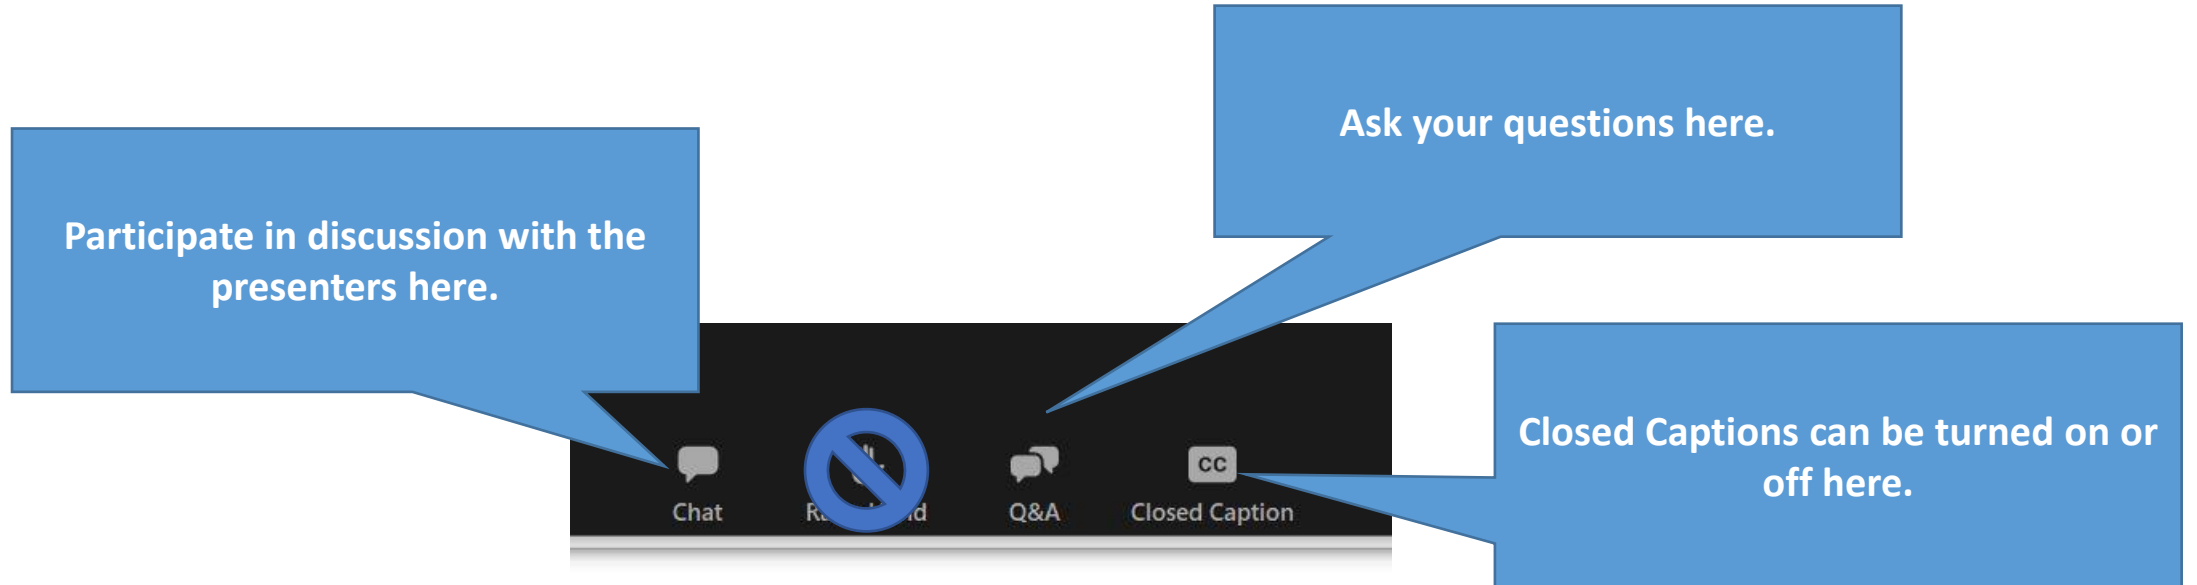 Ask your questions here.
Participate in discussion with the
presenters here.
Closed Captions can be turned on or
off here.
CC
Chat
Q&A
Closed Caption